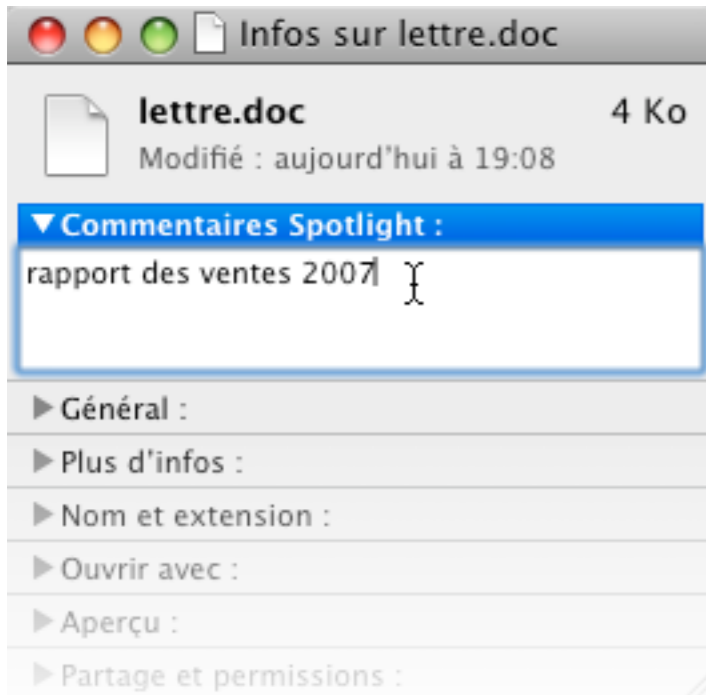 Infos sur lettre.doc
lettre.doc 4 Ko
Modifié : aujourd'hui à 19:08
Commentaires Spotlight :
rapport des ventes 2007
Général :
Plus d'infos :
Nom et extension :
Ouvrir avec :
Aperçu :
Partage et permissions :